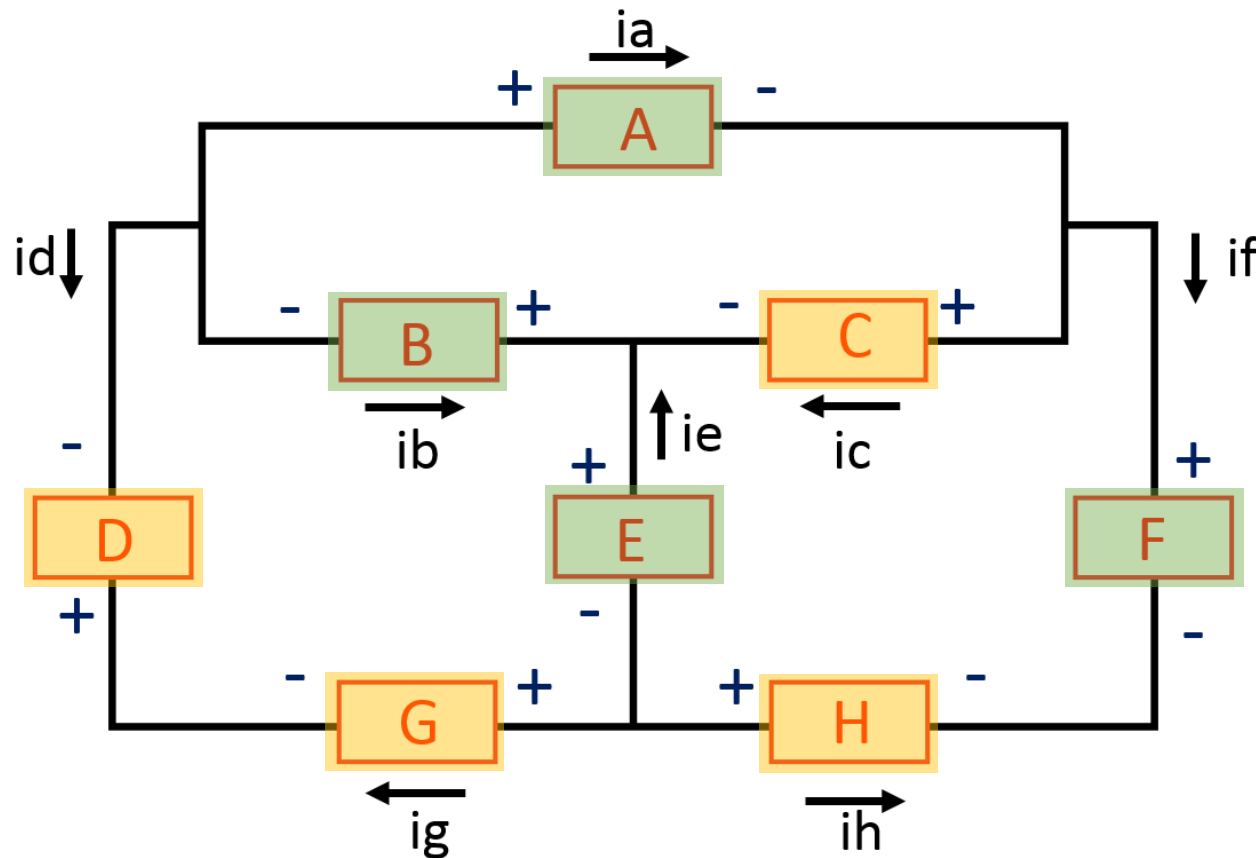 ia
+ A -
id if
- B + - C +
ib ie ic
- + +
D E F
+ - -
- G + + H -
ig ih